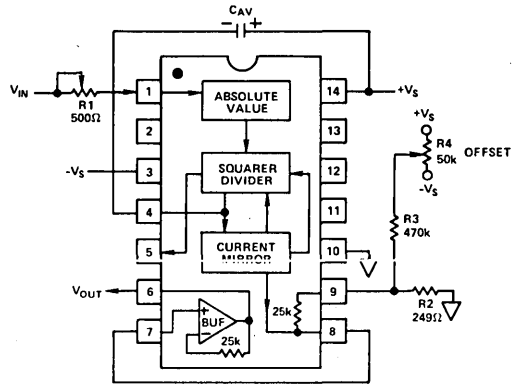 CAV
− +
VIN
R1
500Ω
1
ABSOLUTE
VALUE
14
+VS
2
13
+VS
R4
50k
OFFSET
−VS
−VS
3
SQUARER
DIVIDER
12
4
11
R3
470k
5
CURRENT
MIRROR
10
VOUT
6
25k
9
R2
249Ω
7
+
−
BUF
25k
8